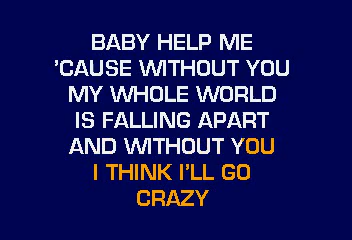 BABY HELP ME
'CAUSE WITHOUT YOU
MY WHOLE WORLD
IS FALLING APART
AND WITHOUT YOU
I THINK I'LL GO
CRAZY